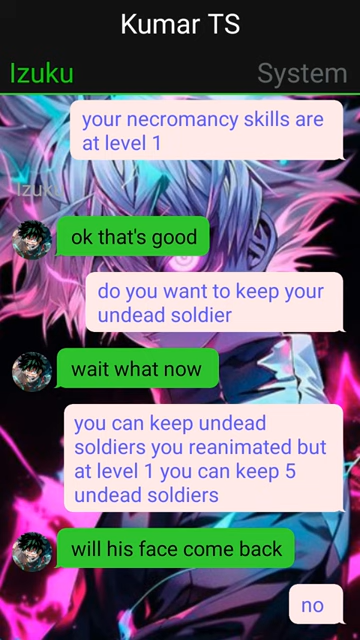 Kumar TS
Izuku System
your necromancy skills are
at level 1
Izuku
ok that's good
do you want to keep your
undead soldier
wait what now
you can keep undead
soldiers you reanimated but
at level 1 you can keep 5
undead soldiers
will his face come back
no